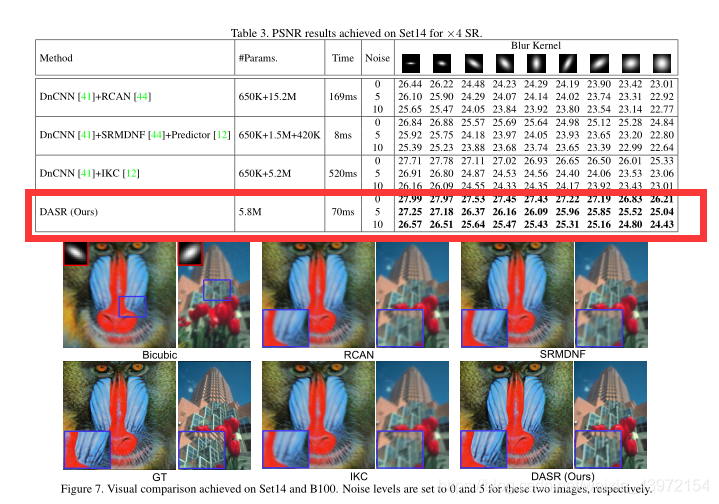 Table 3. PSNR results achieved on Set14 for ×4 SR.
Method #Params. Time Noise Blur Kernel
DnCNN [41]+RCAN [44] 650K+15.2M 169ms
0 26.44 26.22 24.48 24.23 24.29 24.19 23.90 23.42 23.01
5 26.10 25.90 24.29 24.07 24.14 24.02 23.74 23.31 22.92
10 25.65 25.47 24.05 23.84 23.92 23.80 23.54 23.14 22.77
DnCNN [41]+SRMDNF [44]+Predictor [12] 650K+1.5M+420K 8ms
0 26.84 26.88 25.57 25.69 25.64 24.98 25.12 25.28 24.84
5 25.92 25.75 24.18 23.97 24.05 23.93 23.65 23.20 22.80
10 25.39 25.23 23.88 23.68 23.74 23.65 23.39 22.99 22.64
DnCNN [41]+IKC [12] 650K+5.2M 520ms
0 27.71 27.78 27.11 27.02 26.93 26.65 26.50 26.01 25.33
5 26.91 26.80 24.87 24.53 24.56 24.40 24.06 23.53 23.06
10 26.16 26.09 24.55 24.33 24.35 24.17 23.92 23.43 23.01
DASR (Ours) 5.8M 70ms
0 27.99 27.97 27.53 27.45 27.43 27.22 27.19 26.83 26.21
5 27.25 27.18 26.37 26.16 26.09 25.96 25.85 25.52 25.04
10 26.57 26.51 25.64 25.47 25.43 25.31 25.16 24.80 24.43
Bicubic RCAN SRMDNF
GT IKC DASR (Ours)
Figure 7. Visual comparison achieved on Set14 and B100. Noise levels are set to 0 and 5 for these two images, respectively.